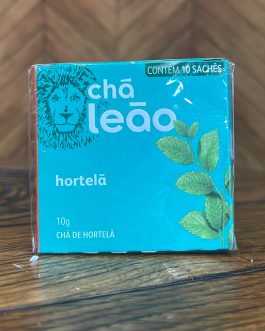 CONTÉM 10 SACHÊS
chá
leão®
hortelã
10g
CHÁ DE HORTELÃ